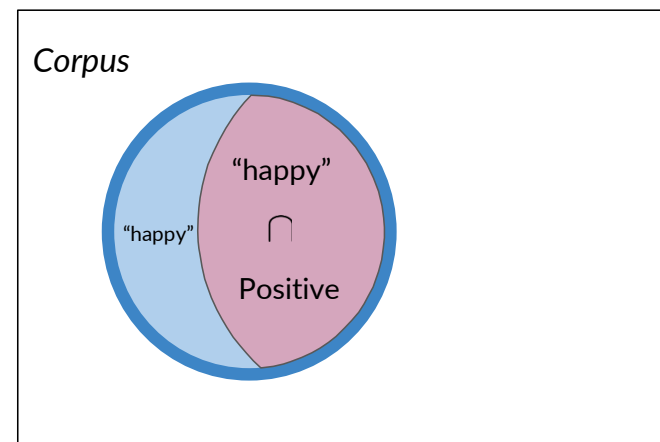 Corpus
“happy”
∩
“happy”
Positive